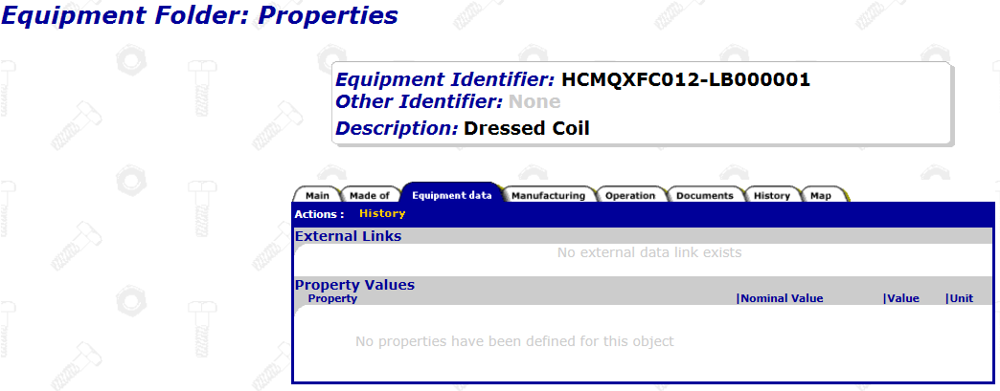 Equipment Folder: Properties
Equipment Identifier: HCMQXFC012-LB000001
Other Identifier: None
Description: Dressed Coil
Main Made of Equipment data Manufacturing Operation Documents History Map
Actions : History
External Links
No external data link exists
Property Values
Property |Nominal Value |Value |Unit
No properties have been defined for this object